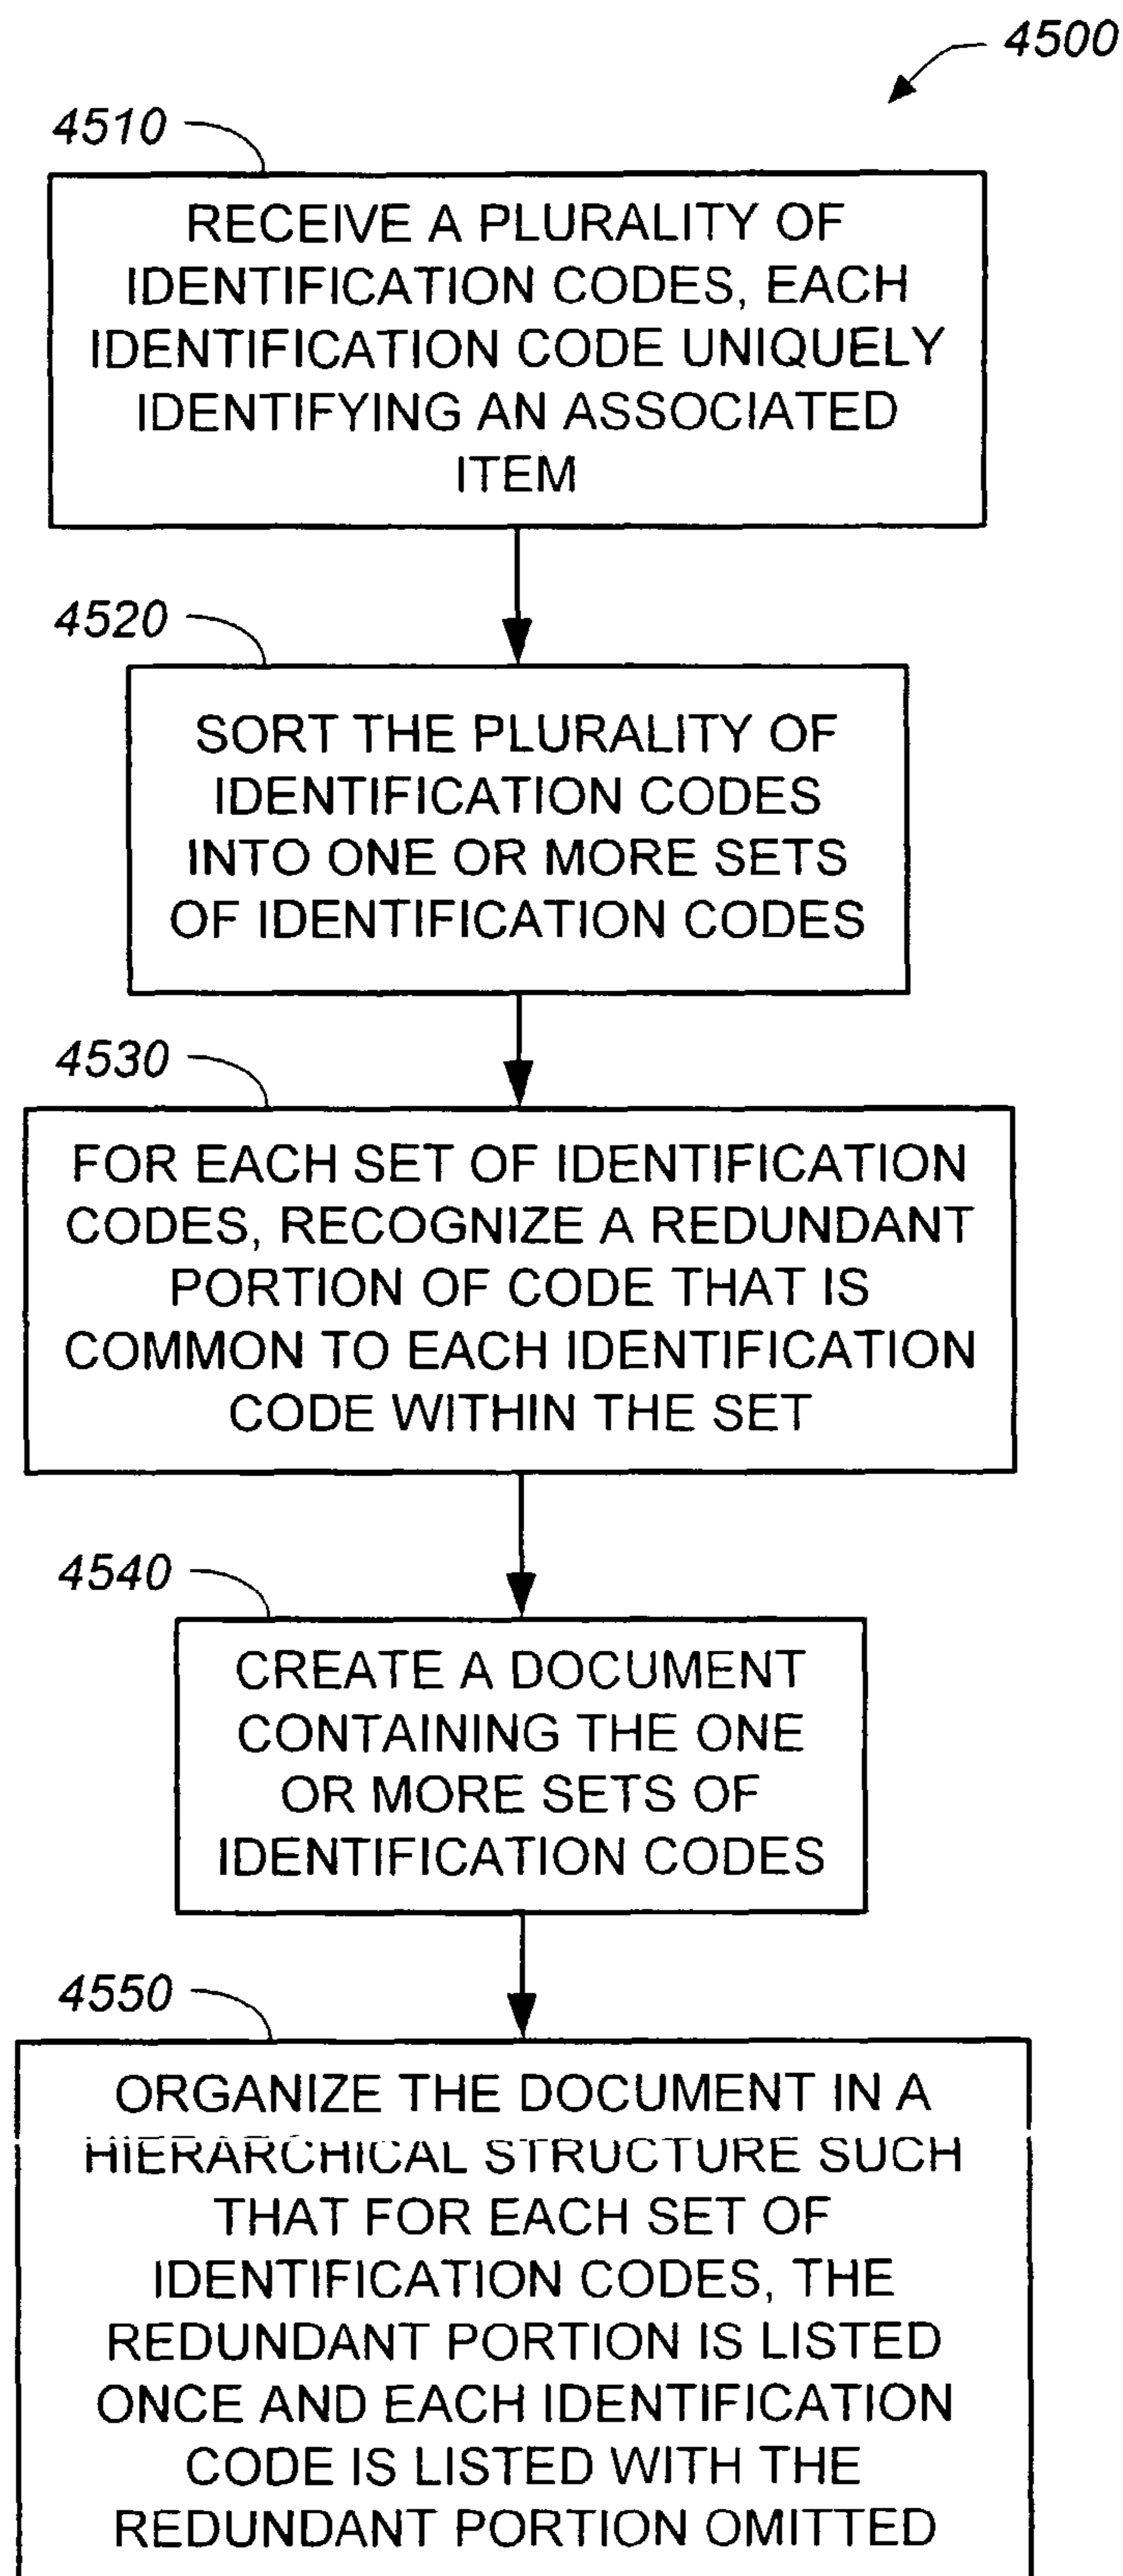 4500
4510
RECEIVE A PLURALITY OF
IDENTIFICATION CODES, EACH
IDENTIFICATION CODE UNIQUELY
IDENTIFYING AN ASSOCIATED
ITEM
4520
SORT THE PLURALITY OF
IDENTIFICATION CODES
INTO ONE OR MORE SETS
OF IDENTIFICATION CODES
4530
FOR EACH SET OF IDENTIFICATION
CODES, RECOGNIZE A REDUNDANT
PORTION OF CODE THAT IS
COMMON TO EACH IDENTIFICATION
CODE WITHIN THE SET
4540
CREATE A DOCUMENT
CONTAINING THE ONE
OR MORE SETS OF
IDENTIFICATION CODES
4550
ORGANIZE THE DOCUMENT IN A
HIERARCHICAL STRUCTURE SUCH
THAT FOR EACH SET OF
IDENTIFICATION CODES, THE
REDUNDANT PORTION IS LISTED
ONCE AND EACH IDENTIFICATION
CODE IS LISTED WITH THE
REDUNDANT PORTION OMITTED